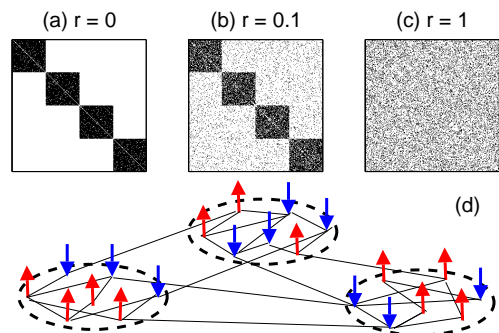 (a) r = 0
(b) r = 0.1
(c) r = 1
(d)